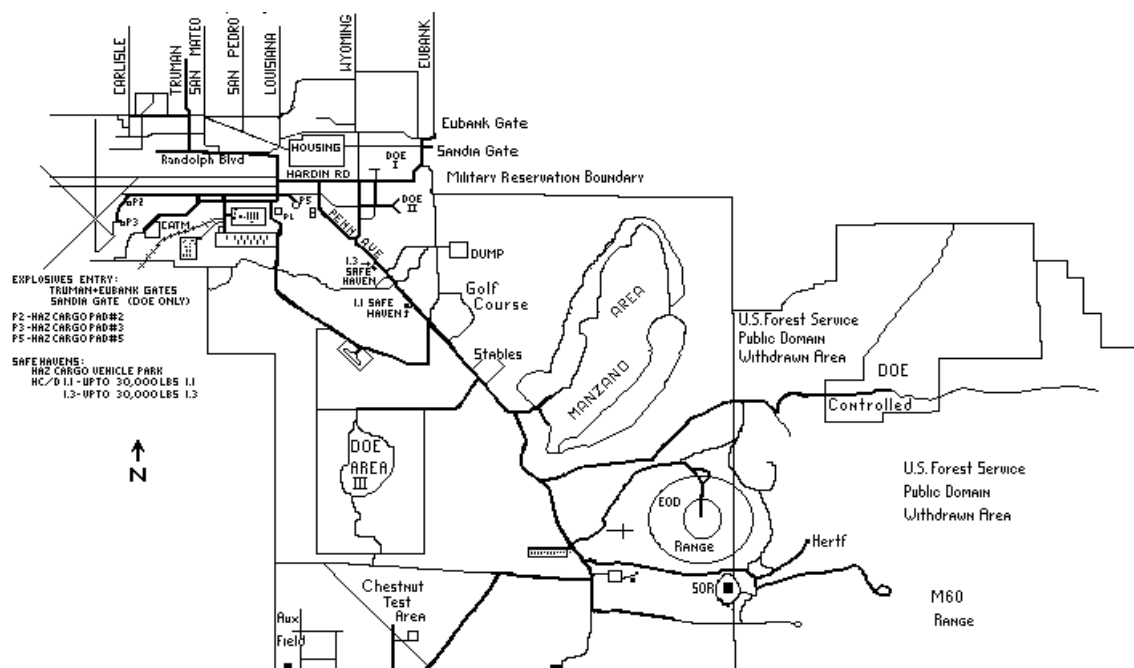 CARLISLE
TRUMAN
SAN MATEO
SAN PEDRO
LOUISIANA
WYOMING
EUBANK
Eubank Gate
Sandia Gate
HOUSING
DOE
I
Randolph Blvd
HARDIN RD
Military Reservation Boundary
P2
P3
CATM
P1
P5
DOE
II
PENN AVE
1.3
SAFE
HAVEN
DUMP
1.1 SAFE
HAVEN
Golf
Course
Stables
EXPLOSIVES ENTRY:
TRUMAN+EUBANK GATES
SANDIA GATE (DOE ONLY)
P2-HAZ CARGO PAD#2
P3-HAZ CARGO PAD#3
P5-HAZ CARGO PAD#5
SAFE HAVENS:
HAZ CARGO VEHICLE PARK
HC/D 1.1-UPTO 30,000LBS 1.1
1.3-UPTO 30,000LBS 1.3
N
MANZANO AREA
U.S. Forest Service
Public Domain
Withdrawn Area
DOE
Controlled
DOE
AREA
III
U.S. Forest Service
Public Domain
Withdrawn Area
EOD
RANGE
Hertf
SOR
M60
RANGE
Chestnut
Test
Area
Aux
Field